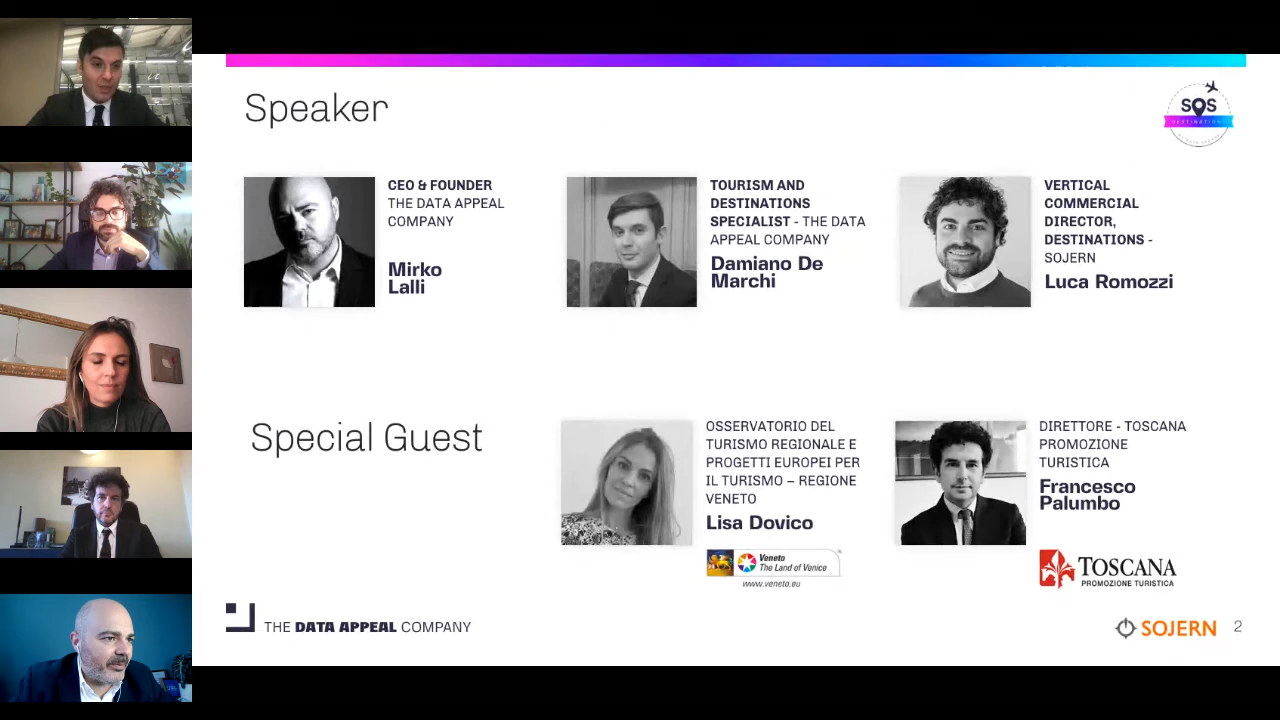 Speaker
SOS
DESTINATIONS
CEO & FOUNDER
THE DATA APPEAL
COMPANY
Mirko
Lalli
TOURISM AND
DESTINATIONS
SPECIALIST - THE DATA
APPEAL COMPANY
Damiano De
Marchi
VERTICAL
COMMERCIAL
DIRECTOR,
DESTINATIONS -
SOJERN
Luca Romozzi
Special Guest
OSSERVATORIO DEL
TURISMO REGIONALE E
PROGETTI EUROPEI PER
IL TURISMO – REGIONE
VENETO
Lisa Dovico
Veneto
The Land of Venice
www.veneto.eu
DIRETTORE - TOSCANA
PROMOZIONE
TURISTICA
Francesco
Palumbo
TOSCANA
PROMOZIONE TURISTICA
THE DATA APPEAL COMPANY
SOJERN
2